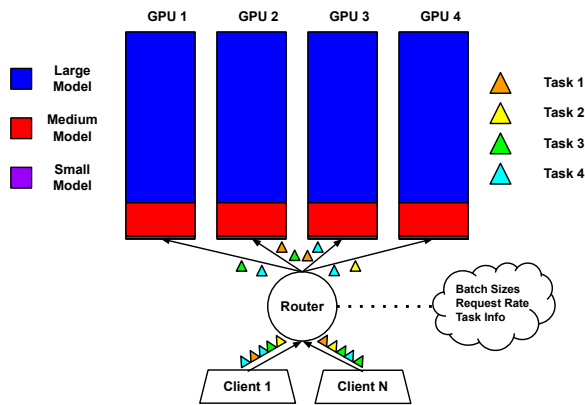 GPU 1
GPU 2
GPU 3
GPU 4
Large
Model
Medium
Model
Small
Model
Task 1
Task 2
Task 3
Task 4
Router
Batch Sizes
Request Rate
Task Info
Client 1
Client N